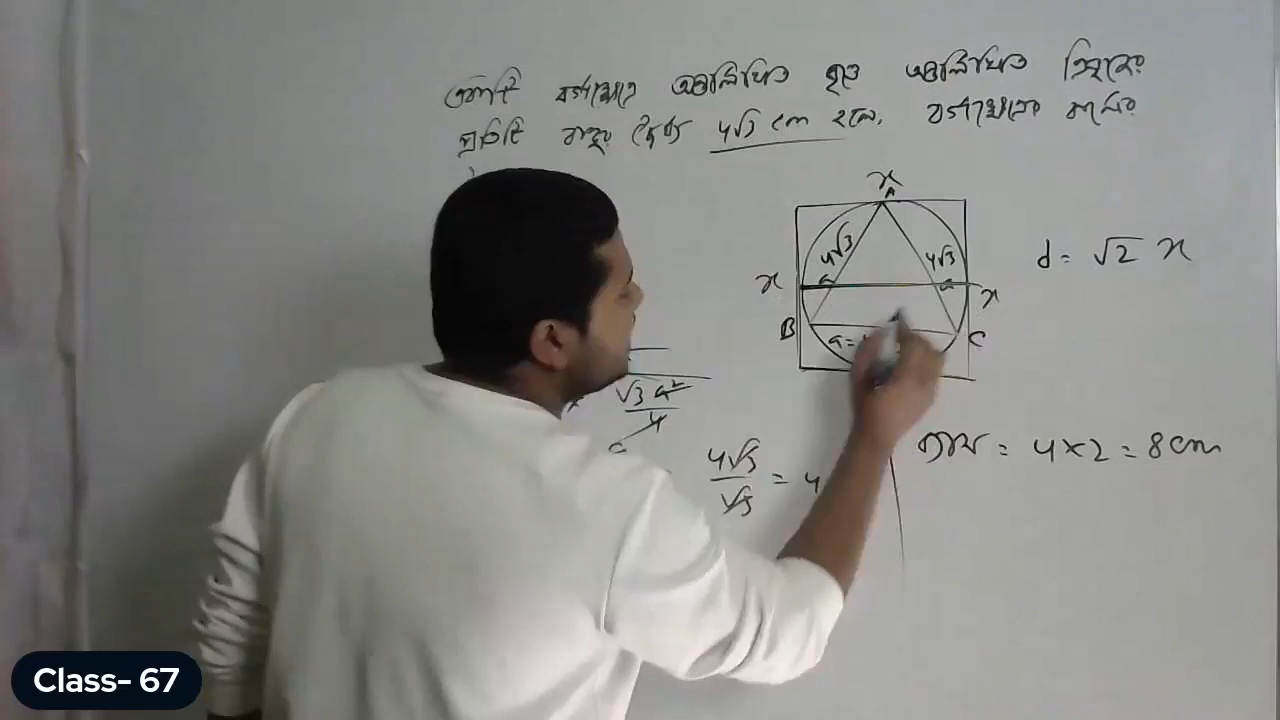 একটি বর্গক্ষেত্রে অন্তর্লিখিত বৃত্তে অন্তর্লিখিত ত্রিভুজের
প্রতিটি বাহুর দৈর্ঘ্য 4√3 cm হলে, বর্গক্ষেত্রের কর্ণের
x
A
4√3
4√3
d = √2 x
x
a
a
x
B
a =
C
√3 a²
4
4√3
√3
= 4
ব্যাস = 4 × 2 = 8 cm
Class- 67